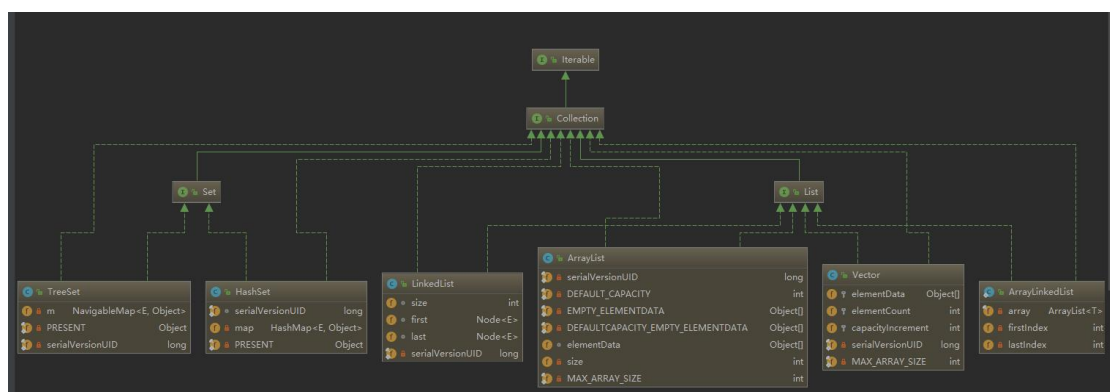 Iterable
Collection
Set
List
TreeSet
m NavigableMap<E, Object>
PRESENT Object
serialVersionUID long
HashSet
serialVersionUID long
map HashMap<E, Object>
PRESENT Object
LinkedList
size int
first Node<E>
last Node<E>
serialVersionUID long
ArrayList
serialVersionUID long
DEFAULT_CAPACITY int
EMPTY_ELEMENTDATA Object[]
DEFAULTCAPACITY_EMPTY_ELEMENTDATA Object[]
elementData Object[]
size int
MAX_ARRAY_SIZE int
Vector
elementData Object[]
elementCount int
capacityIncrement int
serialVersionUID long
MAX_ARRAY_SIZE int
ArrayLinkedList
array ArrayList<T>
firstIndex int
lastIndex int